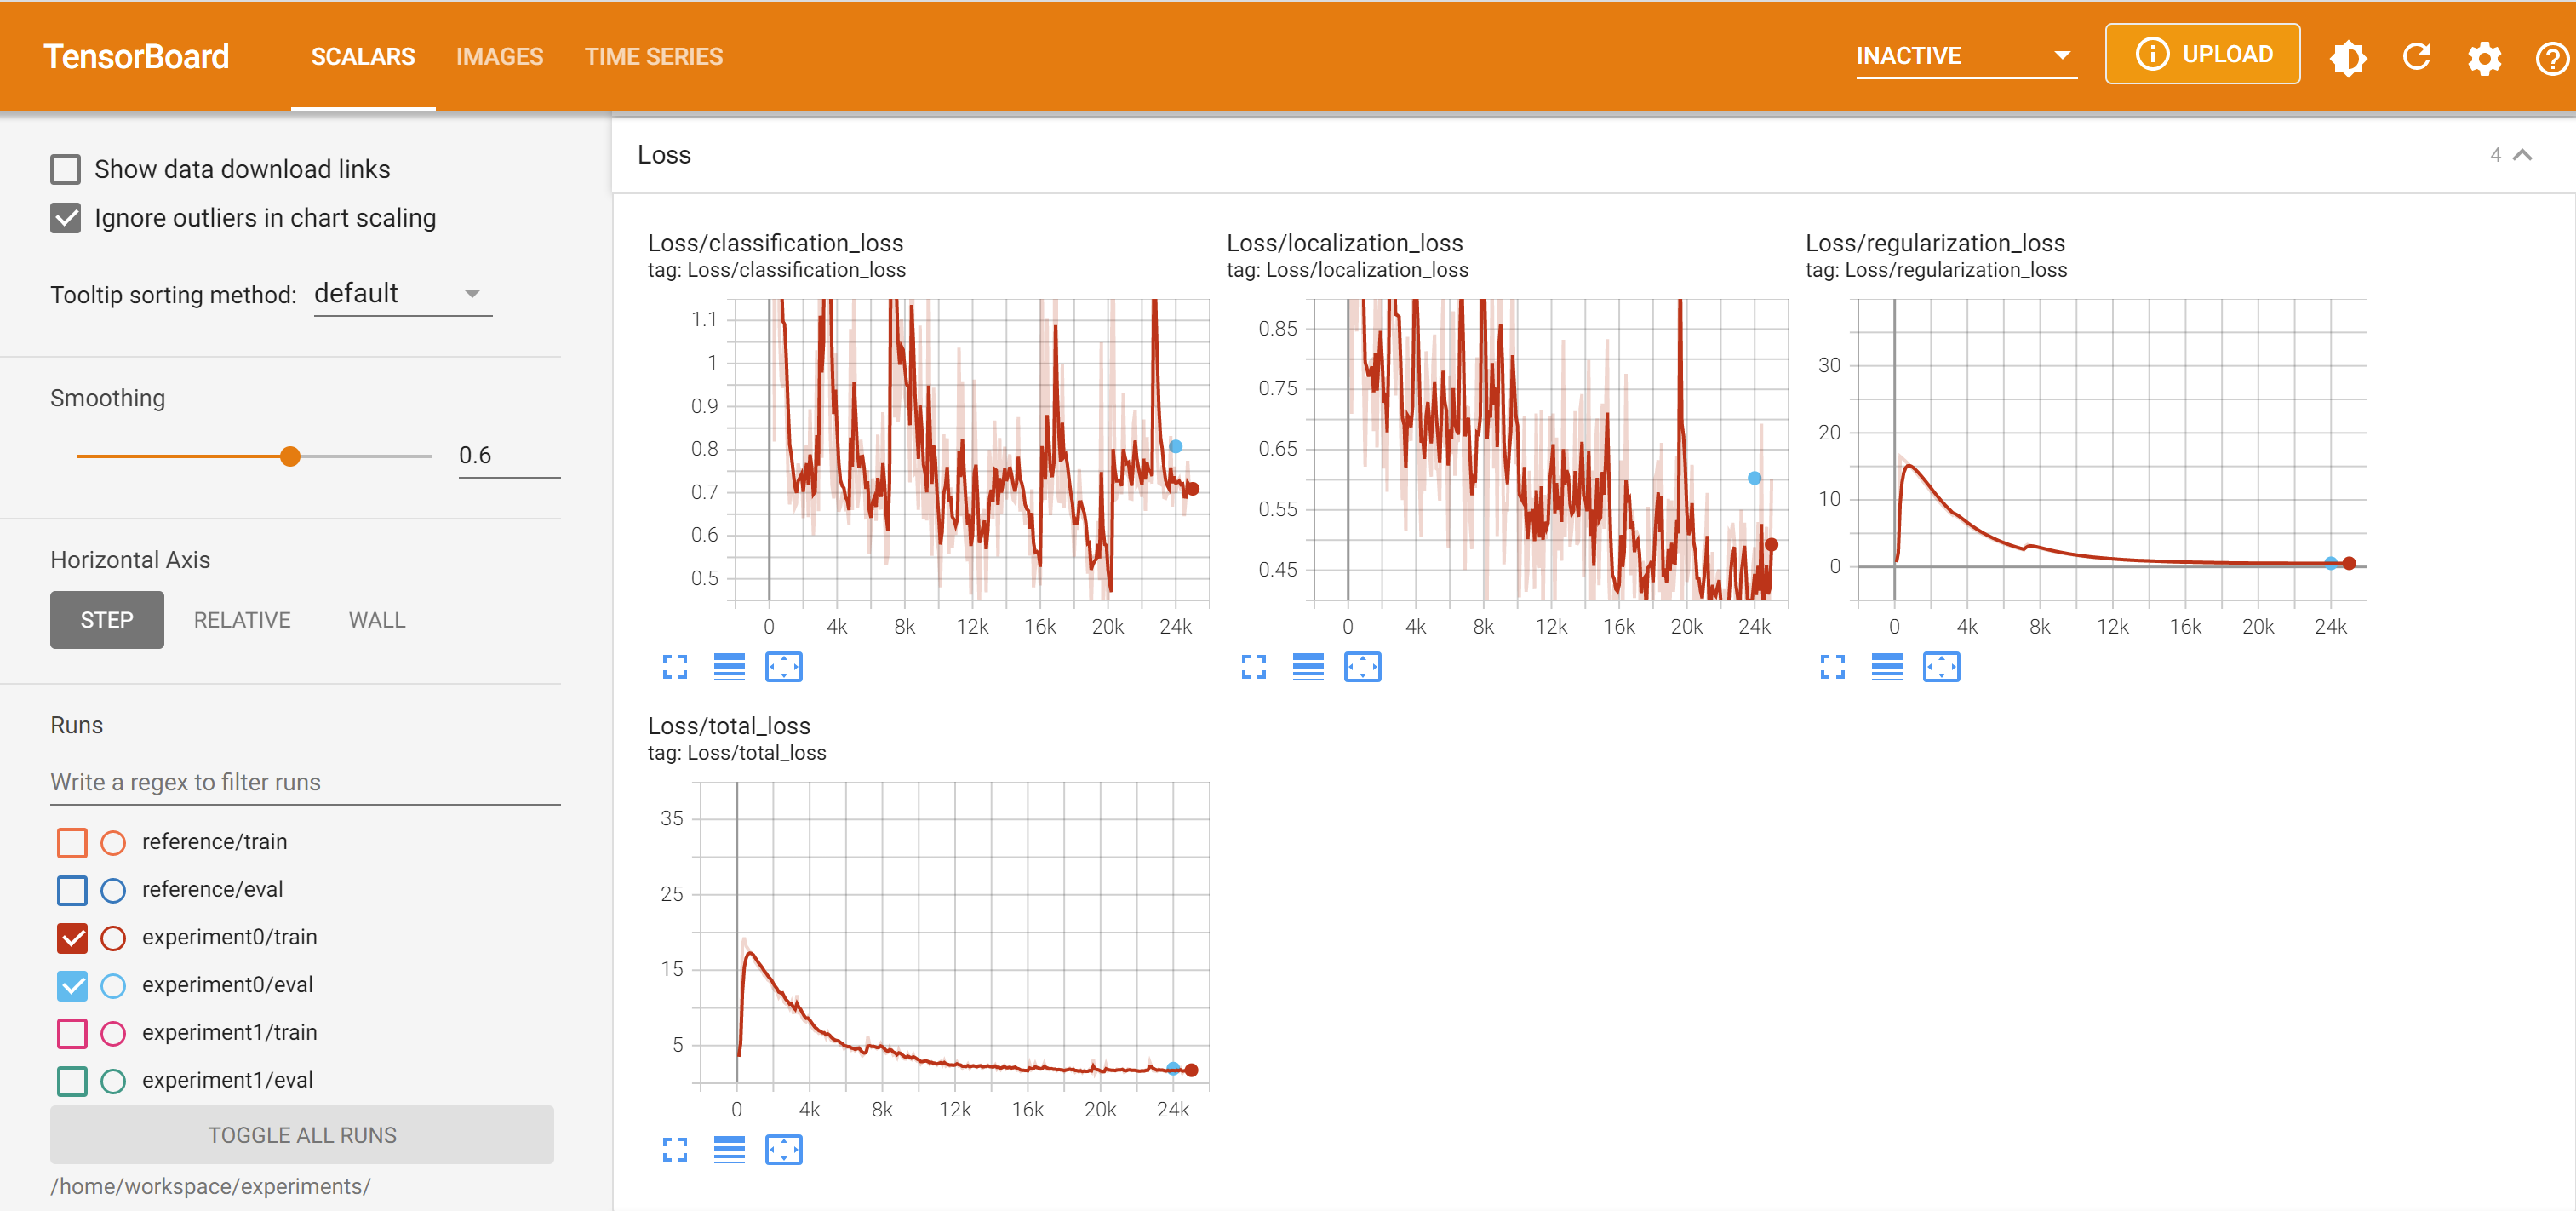 TensorBoard SCALARS IMAGES TIME SERIES INACTIVE UPLOAD
Show data download links
Ignore outliers in chart scaling
Tooltip sorting method: default
Smoothing
0.6
Horizontal Axis
STEP RELATIVE WALL
Runs
Write a regex to filter runs
reference/train
reference/eval
experiment0/train
experiment0/eval
experiment1/train
experiment1/eval
TOGGLE ALL RUNS
/home/workspace/experiments/
Loss 4
Loss/classification_loss
tag: Loss/classification_loss
1.1
1
0.9
0.8
0.7
0.6
0.5
0 4k 8k 12k 16k 20k 24k
Loss/localization_loss
tag: Loss/localization_loss
0.85
0.75
0.65
0.55
0.45
0 4k 8k 12k 16k 20k 24k
Loss/regularization_loss
tag: Loss/regularization_loss
30
20
10
0
0 4k 8k 12k 16k 20k 24k
Loss/total_loss
tag: Loss/total_loss
35
25
15
5
0 4k 8k 12k 16k 20k 24k